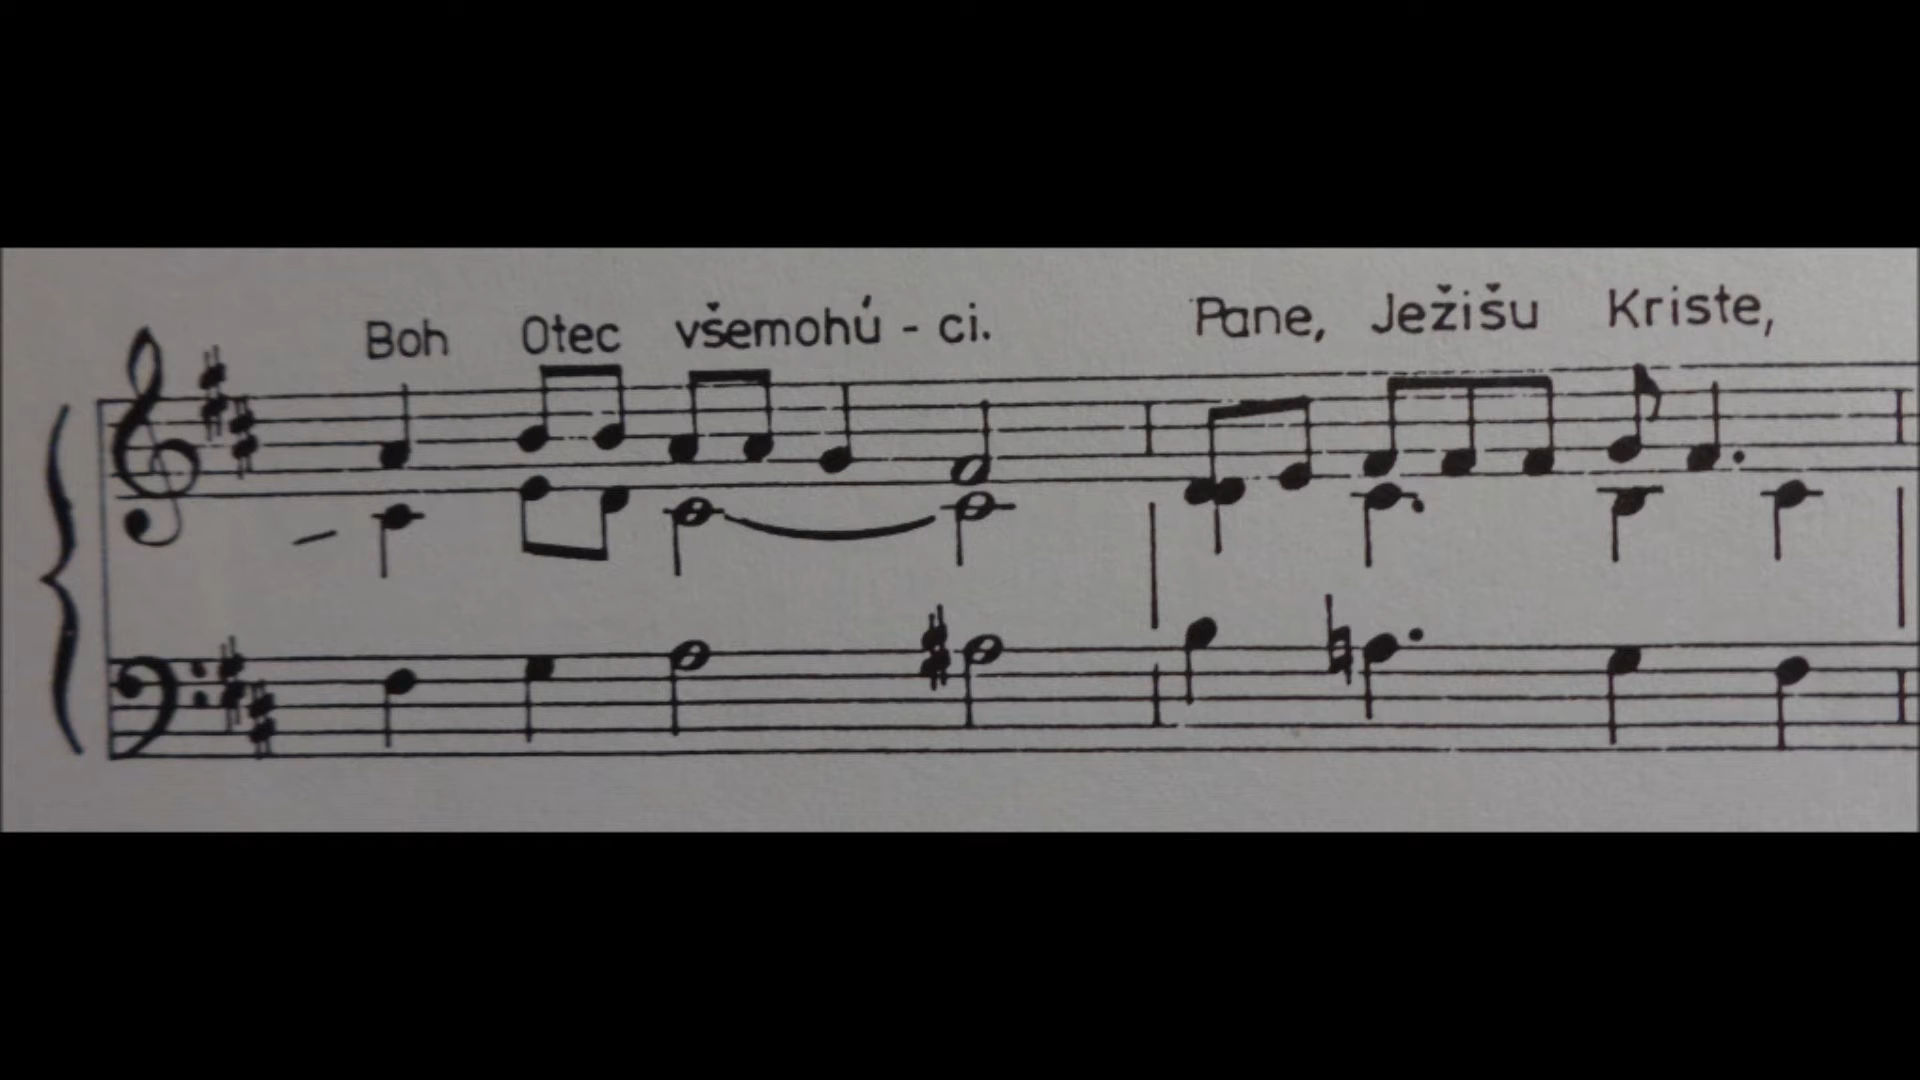 Boh Otec všemohú - ci. Pane, Ježišu Kriste,